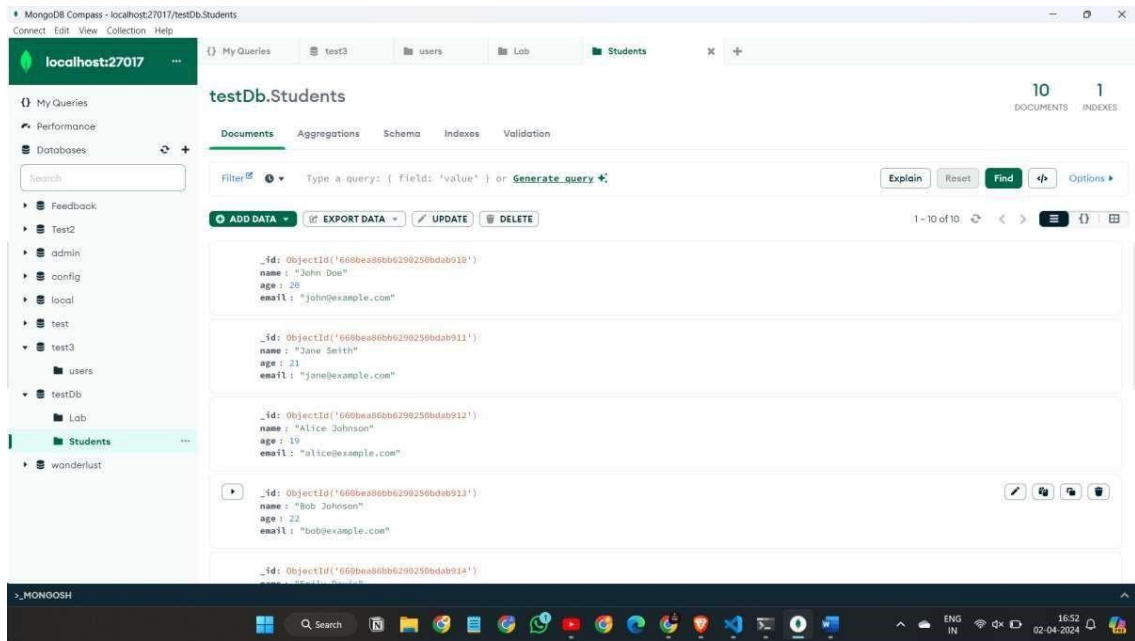 MongoDB Compass - localhost:27017/testDb.Students
Connect Edit View Collection Help
localhost:27017 ...
{} My Queries
Performance
Databases
Search
Feedback
Test2
admin
config
local
test
test3
users
testDb
Lab
Students ...
wanderlust
{} My Queries test3 users Lab Students
testDb.Students
10 DOCUMENTS 1 INDEXES
Documents Aggregations Schema Indexes Validation
Filter Type a query: { field: 'value' } or Generate query Explain Reset Find </> Options
ADD DATA EXPORT DATA UPDATE DELETE 1 - 10 of 10 {}
_id: ObjectId('660bea86bb6290250bdab910')
name : "John Doe"
age : 20
email : "john@example.com"
_id: ObjectId('660bea86bb6290250bdab911')
name : "Jane Smith"
age : 21
email : "jane@example.com"
_id: ObjectId('660bea86bb6290250bdab912')
name : "Alice Johnson"
age : 19
email : "alice@example.com"
_id: ObjectId('660bea86bb6290250bdab913')
name : "Bob Johnson"
age : 22
email : "bob@example.com"
_id: ObjectId('660bea86bb6290250bdab914')
>_MONGOSH
Search
ENG
IN
16:52
02-04-2024